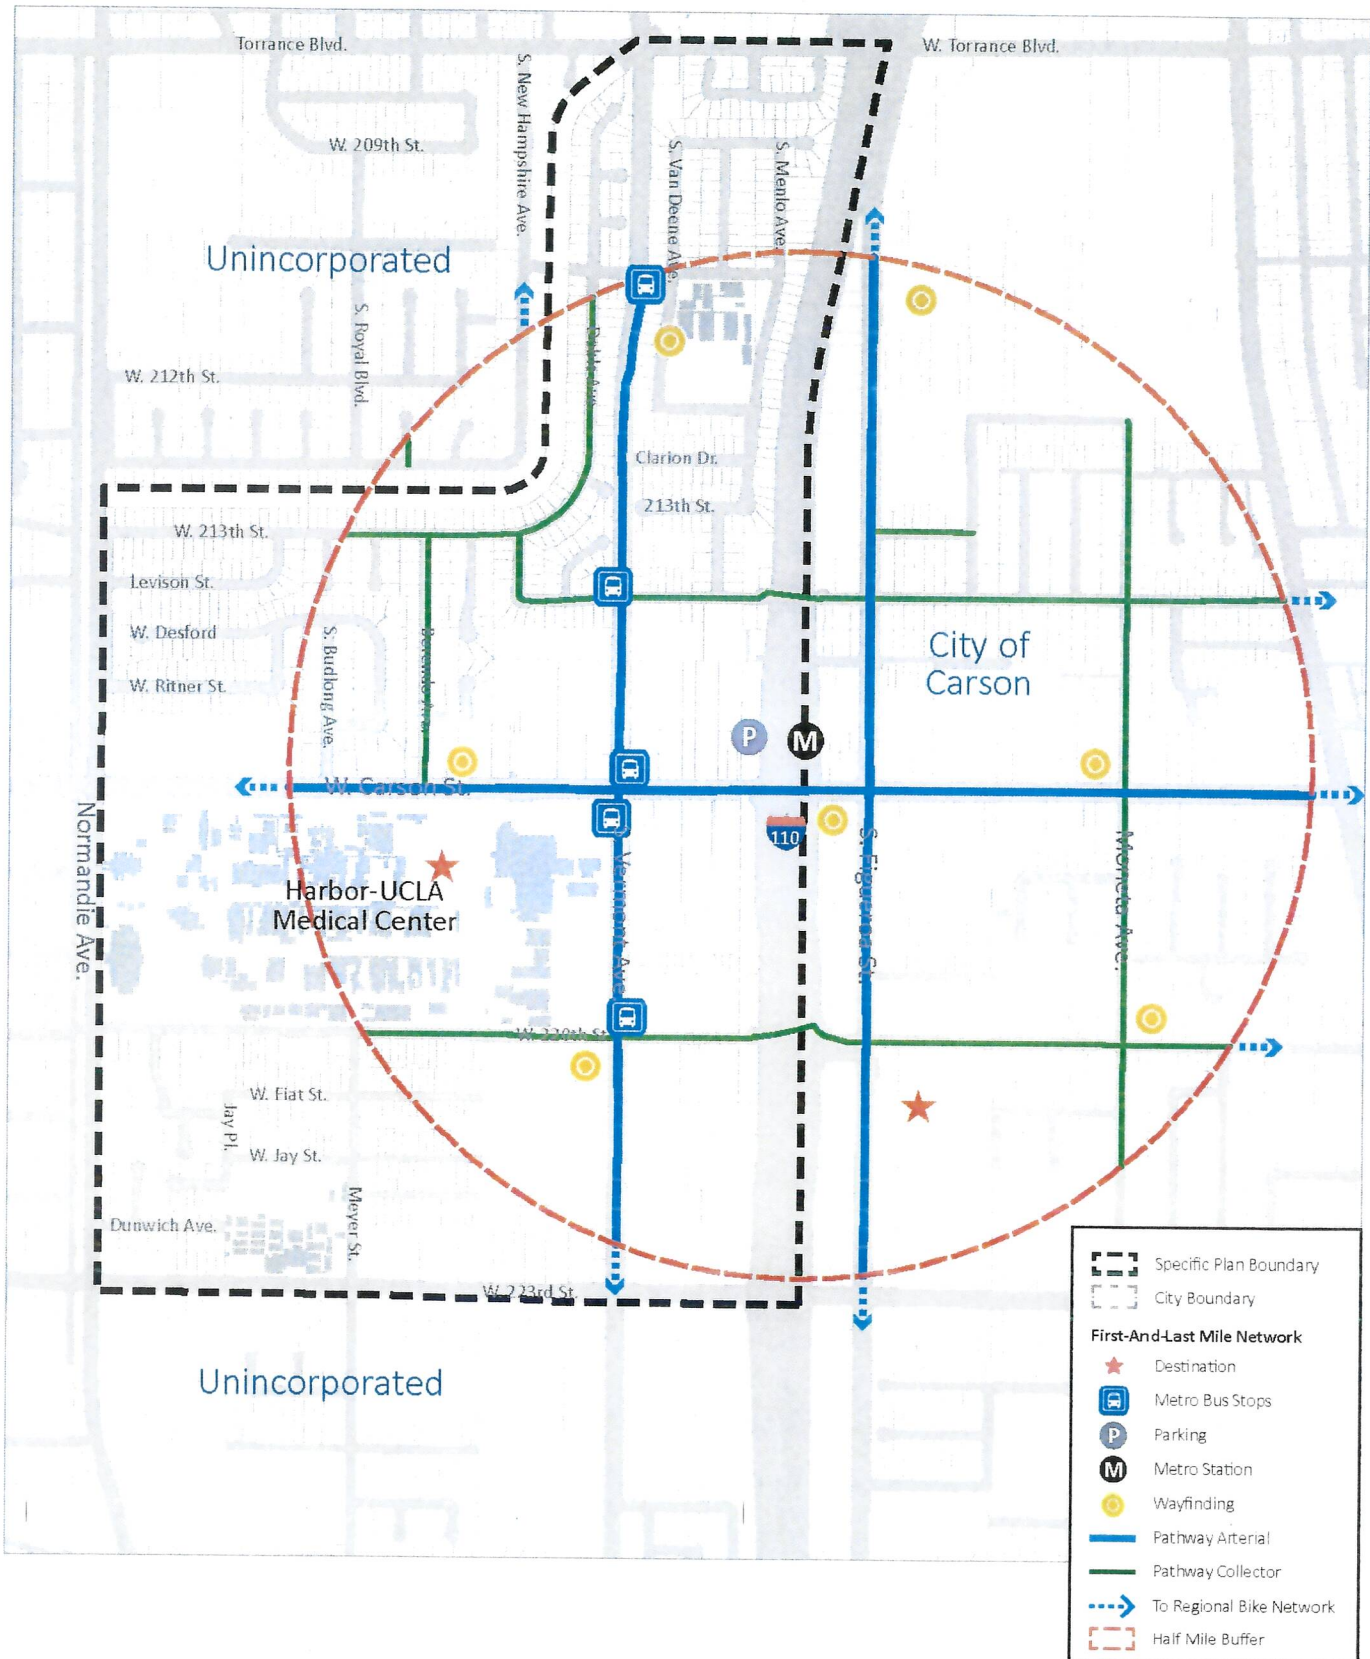 Torrance Blvd.
W. Torrance Blvd.
S. New Hampshire Ave.
W. 209th St.
S. Van Deene Ave.
S. Menlo Ave.
Unincorporated
S. Royal Blvd.
W. 212th St.
Clarion Dr.
213th St.
W. 213th St.
Levison St.
W. Desford
S. Budlong Ave.
W. Ritner St.
City of
Carson
P
M
W. Carson St.
110
Normandie Ave.
Harbor-UCLA
Medical Center
Vermont Ave.
S. Figueroa St.
Moneta Ave.
W. 220th St.
W. Fiat St.
Jay Pl.
W. Jay St.
Meyer St.
Dunwich Ave.
W. 223rd St.
Unincorporated
Specific Plan Boundary
City Boundary
First-And-Last Mile Network
Destination
Metro Bus Stops
P Parking
M Metro Station
Wayfinding
Pathway Arterial
Pathway Collector
To Regional Bike Network
Half Mile Buffer